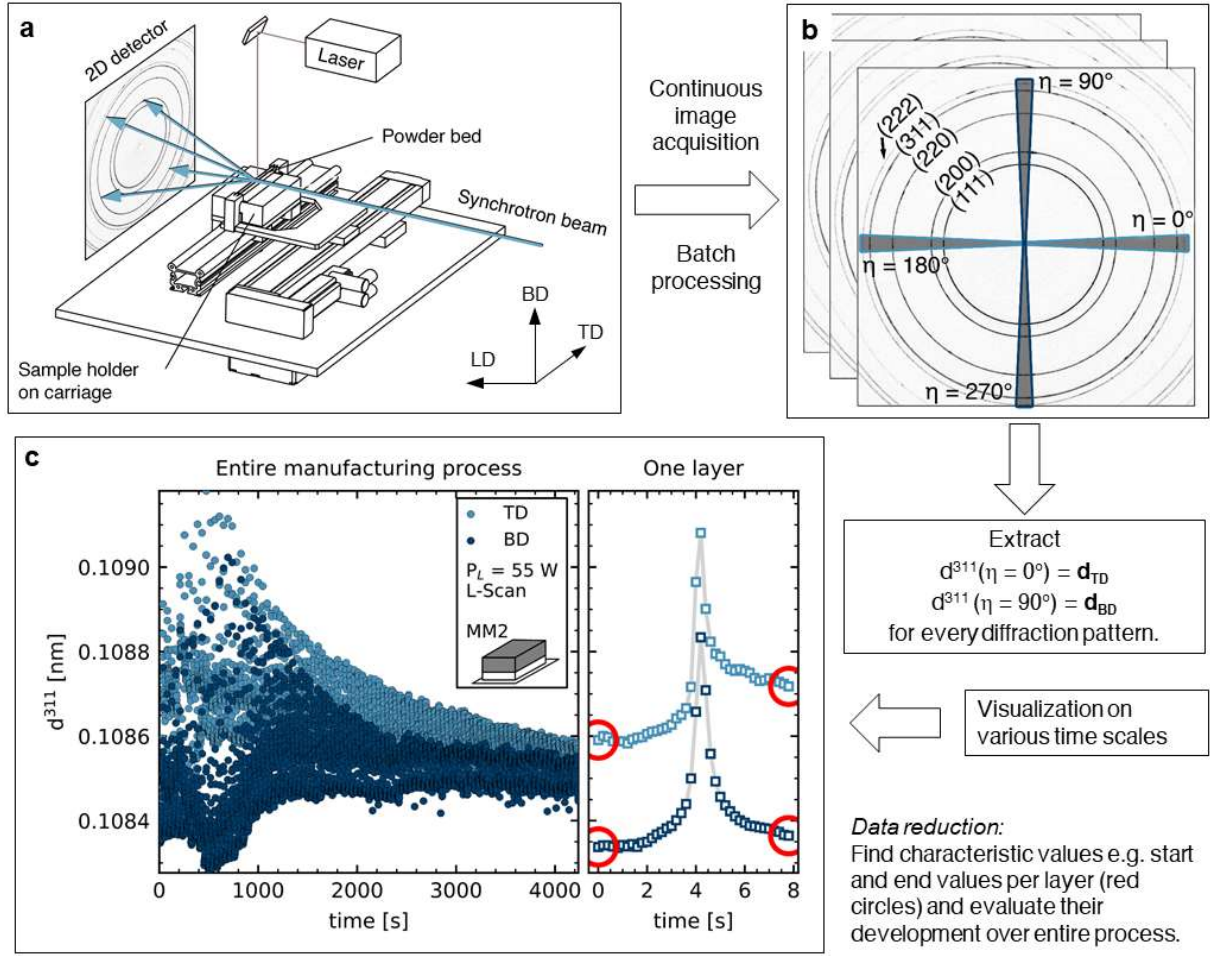 a
2D detector
Laser
Powder bed
Synchrotron beam
Sample holder
on carriage
BD
TD
LD
Continuous
image
acquisition
Batch
processing
b
η = 90°
(222)
(311)
(220)
(200)
(111)
η = 0°
η = 180°
η = 270°
Extract
d³¹¹(η = 0°) = d_TD
d³¹¹ (η = 90°) = d_BD
for every diffraction pattern.
Visualization on
various time scales
Data reduction:
Find characteristic values e.g. start
and end values per layer (red
circles) and evaluate their
development over entire process.
c
Entire manufacturing process
One layer
TD
BD
P_L = 55 W
L-Scan
MM2
d³¹¹ [nm]
0.1090
0.1088
0.1086
0.1084
0 1000 2000 3000 4000
time [s]
0 2 4 6 8
time [s]